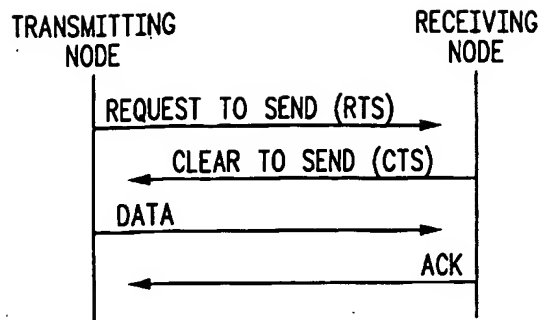 TRANSMITTING
NODE
RECEIVING
NODE
REQUEST TO SEND (RTS)
CLEAR TO SEND (CTS)
DATA
ACK